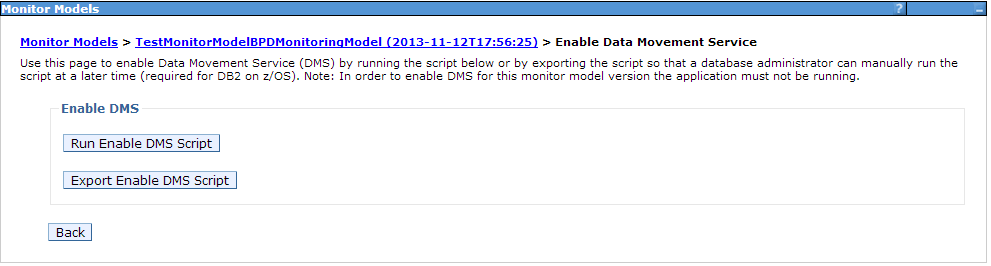 Monitor Models ? _
Monitor Models > TestMonitorModelBPDMonitoringModel (2013-11-12T17:56:25) > Enable Data Movement Service
Use this page to enable Data Movement Service (DMS) by running the script below or by exporting the script so that a database administrator can manually run the
script at a later time (required for DB2 on z/OS). Note: In order to enable DMS for this monitor model version the application must not be running.
Enable DMS
Run Enable DMS Script
Export Enable DMS Script
Back